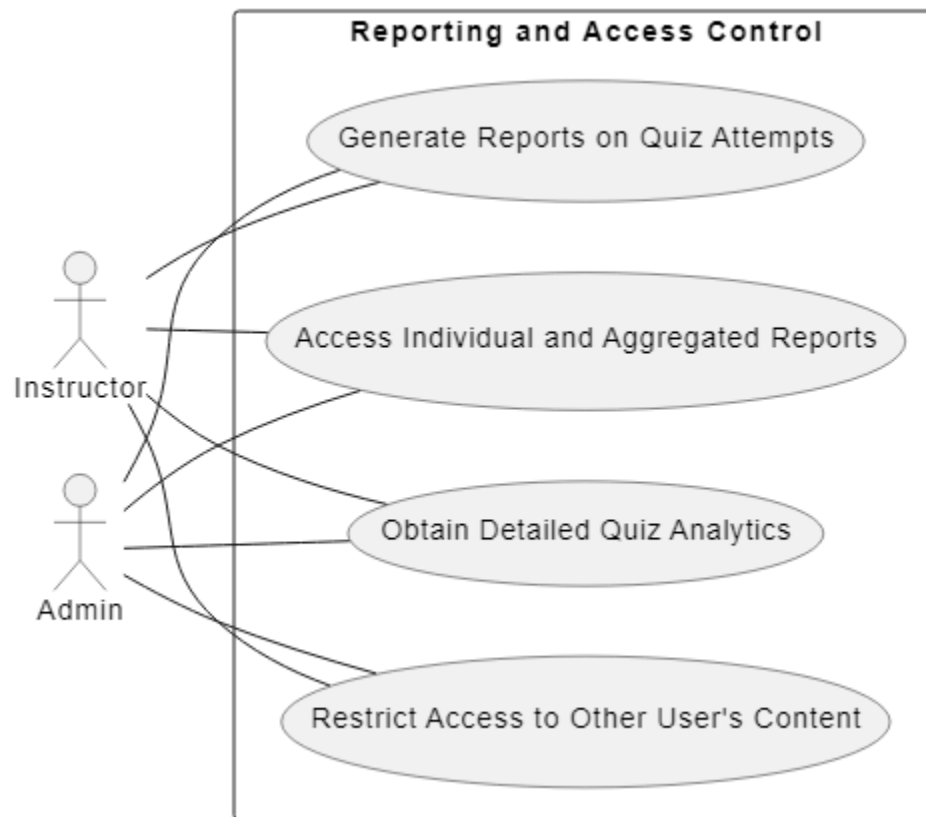 Reporting and Access Control
Generate Reports on Quiz Attempts
Access Individual and Aggregated Reports
Instructor
Obtain Detailed Quiz Analytics
Admin
Restrict Access to Other User's Content